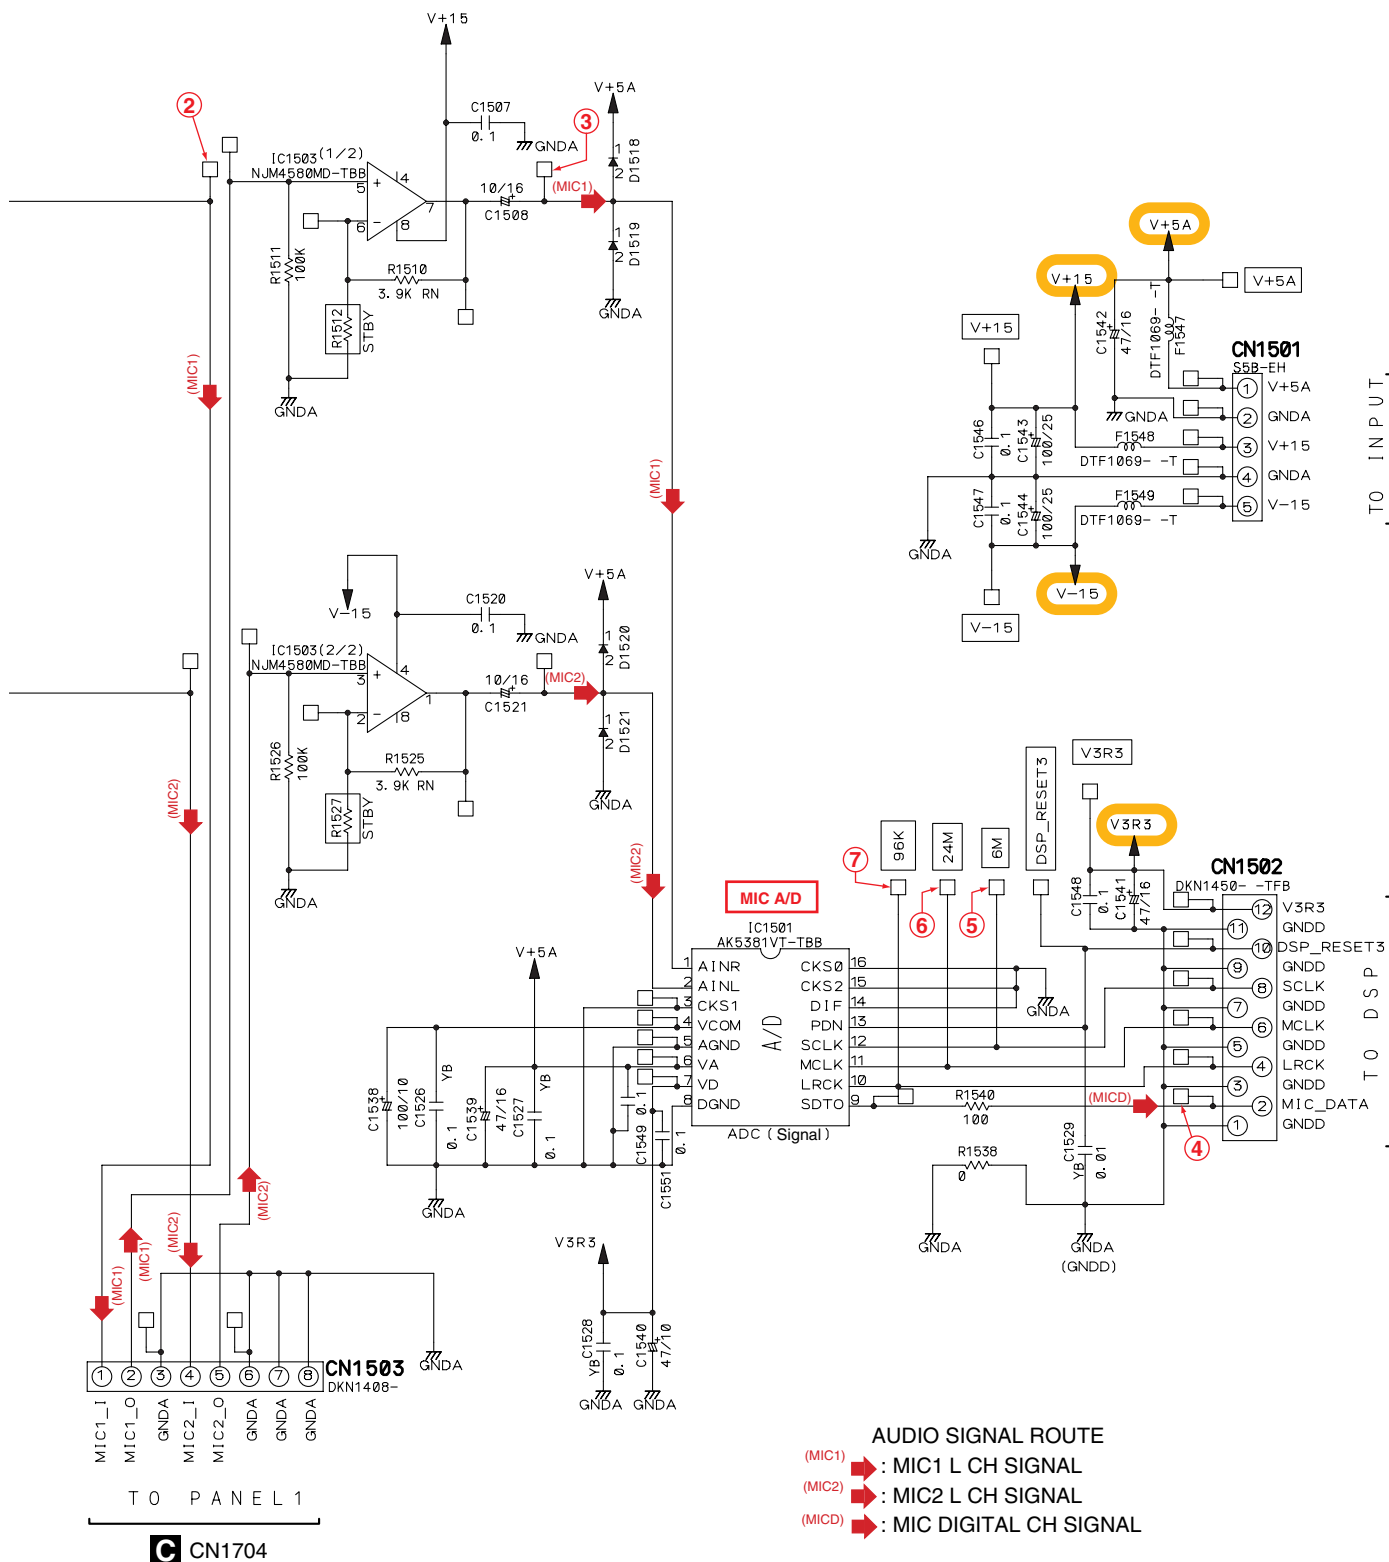 V+15
V+5A
2
C1507
0.1
GNDA
3
IC1503 (1/2)
NJM4580MD-TBB
5
+
4
7
6
−
8
10/16
+
C1508
(MIC1)
1
2
D1518
1
2
D1519
GNDA
R1511
100K
R1510
3.9K RN
R1512
STBY
GNDA
(MIC1)
(MIC1)
V+5A
V+15
V+5A
V+15
C1542
47/16
DTF1069- -T
F1547
CN1501
S5B-EH
1 V+5A
2 GNDA
3 V+15
4 GNDA
5 V-15
GNDA
TO INPUT
C1546
0.1
C1543
100/25
F1548
DTF1069- -T
C1547
0.1
C1544
100/25
F1549
DTF1069- -T
GNDA
V-15
V-15
V-15
C1520
0.1
GNDA
V+5A
IC1503(2/2)
NJM4580MD-TBB
3
+
4
1
2
−
8
10/16
+
C1521
(MIC2)
1
2
D1520
1
2
D1521
GNDA
R1526
100K
R1525
3.9K RN
R1527
STBY
GNDA
(MIC2)
(MIC2)
V3R3
V3R3
96K
24M
6M
DSP_RESET3
7
6
5
C1548
0.1
C1541
47/16
CN1502
DKN1450- -TFB
12 V3R3
11 GNDD
10 DSP_RESET3
9 GNDD
8 SCLK
7 GNDD
6 MCLK
5 GNDD
4 LRCK
3 GNDD
2 MIC_DATA
1 GNDD
TO DSP
MIC A/D
IC1501
AK5381VT-TBB
1 AINR CKS0 16
2 AINL CKS2 15
3 CKS1 DIF 14
4 VCOM PDN 13
5 AGND SCLK 12
6 VA MCLK 11
7 VD LRCK 10
8 DGND SDTO 9
A/D
ADC ( Signal )
GNDA
V+5A
C1538
100/10
C1526
YB
0.1
C1539
47/16
C1527
YB
0.1
C1549
0.1
C1551
0.1
GNDA
R1540
100
(MICD)
4
R1538
0
C1529
YB
0.01
GNDA
GNDA
(GNDD)
V3R3
C1528
YB
0.1
C1540
47/10
GNDA
GNDA
(MIC1)
(MIC1)
(MIC2)
(MIC2)
GNDA
1 2 3 4 5 6 7 8
CN1503
DKN1408-
MIC1_I
MIC1_O
GNDA
MIC2_I
MIC2_O
GNDA
GNDA
GNDA
TO PANEL1
C CN1704
AUDIO SIGNAL ROUTE
(MIC1) : MIC1 L CH SIGNAL
(MIC2) : MIC2 L CH SIGNAL
(MICD) : MIC DIGITAL CH SIGNAL